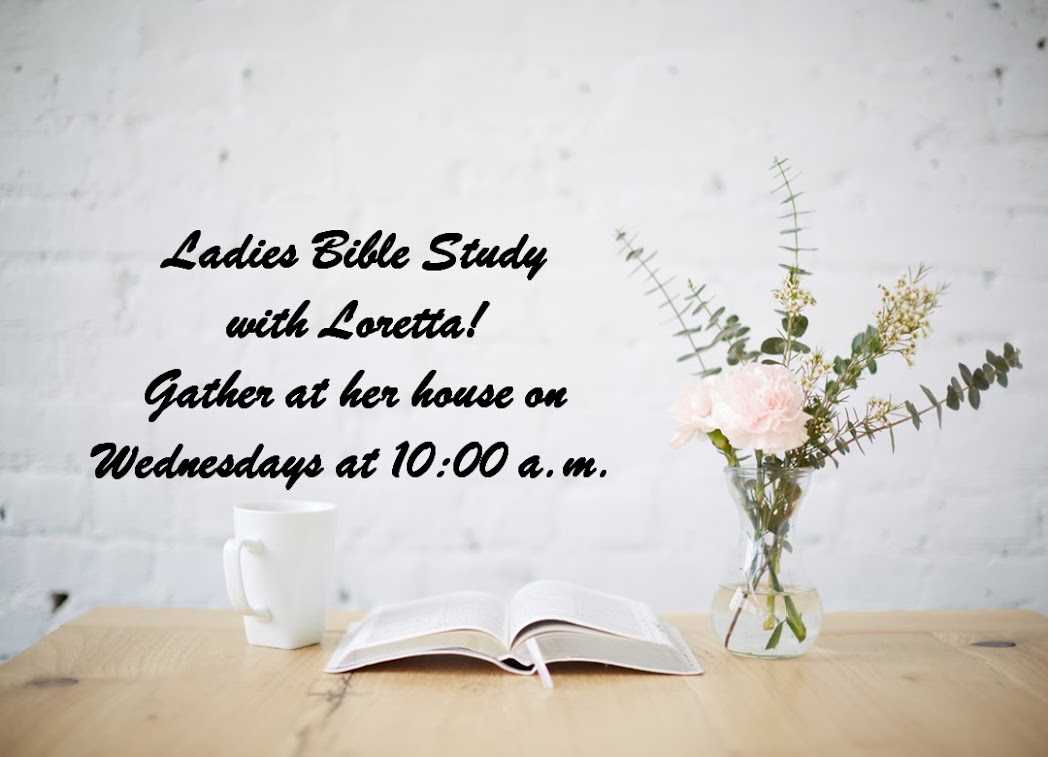 Ladies Bible Study
with Loretta!
Gather at her house on
Wednesdays at 10:00 a.m.